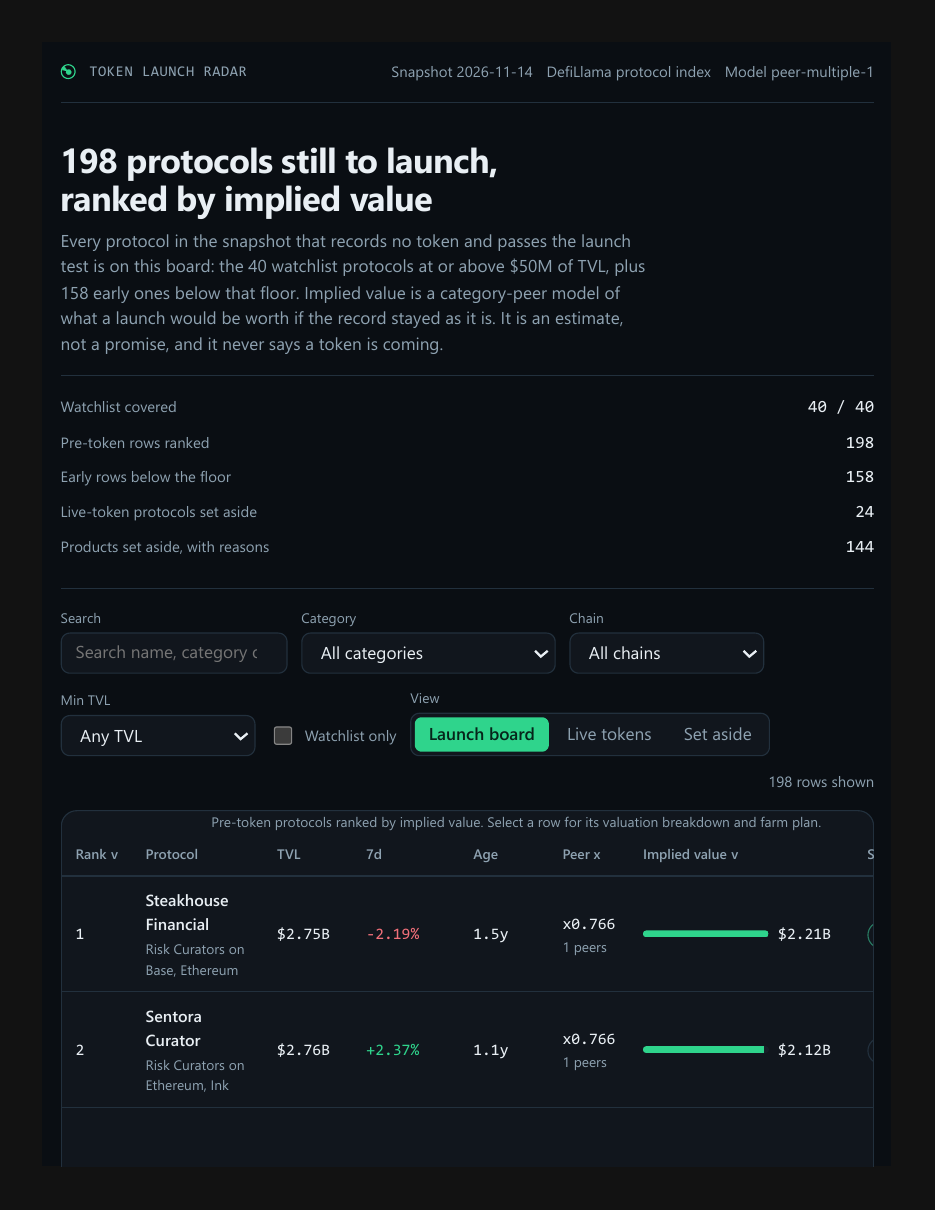 TOKEN LAUNCH RADAR
Snapshot 2026-11-14 DefiLlama protocol index Model peer-multiple-1
198 protocols still to launch,
ranked by implied value
Every protocol in the snapshot that records no token and passes the launch
test is on this board: the 40 watchlist protocols at or above $50M of TVL, plus
158 early ones below that floor. Implied value is a category-peer model of
what a launch would be worth if the record stayed as it is. It is an estimate,
not a promise, and it never says a token is coming.
Watchlist covered 40 / 40
Pre-token rows ranked 198
Early rows below the floor 158
Live-token protocols set aside 24
Products set aside, with reasons 144
Search Category Chain
Search name, category All categories All chains
Min TVL View
Any TVL Watchlist only Launch board Live tokens Set aside
198 rows shown
Pre-token protocols ranked by implied value. Select a row for its valuation breakdown and farm plan.
Rank v Protocol TVL 7d Age Peer x Implied value v
Steakhouse
Financial
Risk Curators on
Base, Ethereum
1 $2.75B -2.19% 1.5y x0.766 $2.21B
1 peers
Sentora
Curator
Risk Curators on
Ethereum, Ink
2 $2.76B +2.37% 1.1y x0.766 $2.12B
1 peers